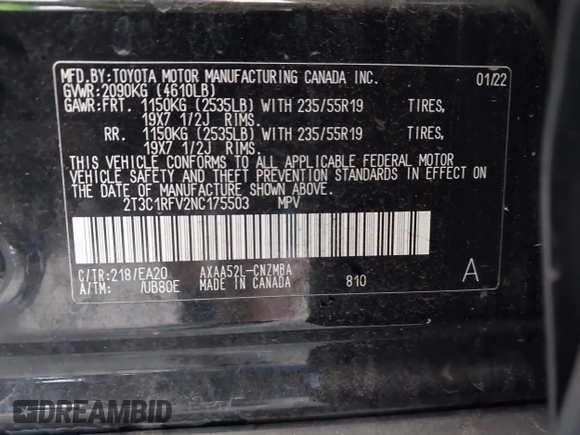 MFD.BY:TOYOTA MOTOR MANUFACTURING CANADA INC. 01/22
GVWR:2090KG (4610LB)
GAWR:FRT. 1150KG (2535LB) WITH 235/55R19 TIRES,
19X7 1/2J RIMS.
RR. 1150KG (2535LB) WITH 235/55R19 TIRES,
19X7 1/2J RIMS.
THIS VEHICLE CONFORMS TO ALL APPLICABLE FEDERAL MOTOR
VEHICLE SAFETY AND THEFT PREVENTION STANDARDS IN EFFECT ON
THE DATE OF MANUFACTURE SHOWN ABOVE.
2T3C1RFV2NC175503 MPV
C/TR:218/EA20 AXAA52L-CNZMBA
A/TM: /UB80E MADE IN CANADA 810 A
DREAMBID